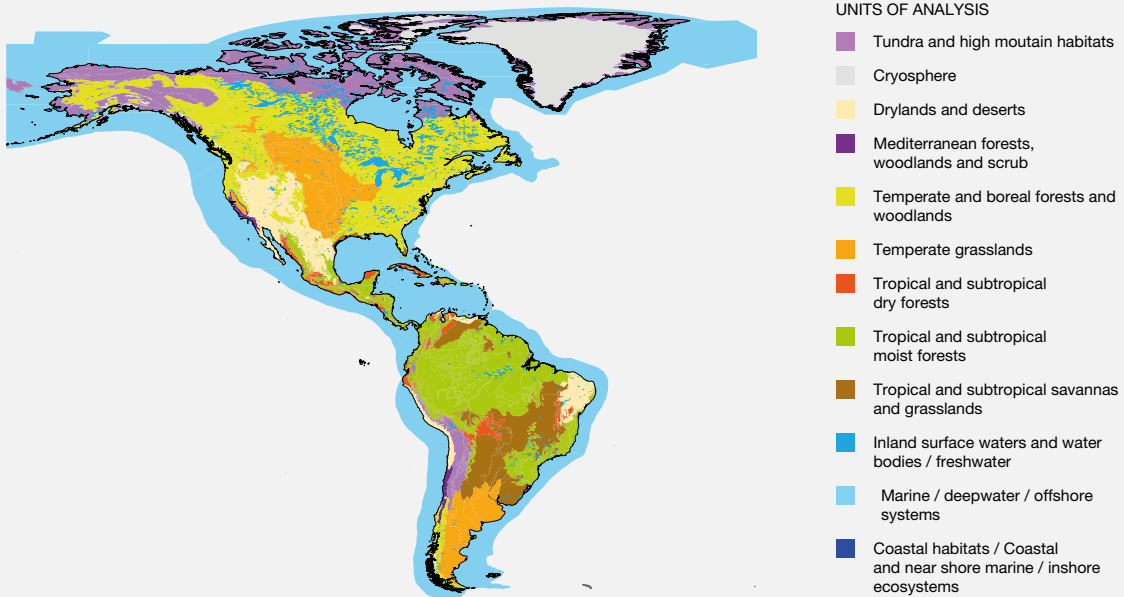 UNITS OF ANALYSIS
Tundra and high moutain habitats
Cryosphere
Drylands and deserts
Mediterranean forests,
woodlands and scrub
Temperate and boreal forests and
woodlands
Temperate grasslands
Tropical and subtropical
dry forests
Tropical and subtropical
moist forests
Tropical and subtropical savannas
and grasslands
Inland surface waters and water
bodies / freshwater
Marine / deepwater / offshore
systems
Coastal habitats / Coastal
and near shore marine / inshore
ecosystems